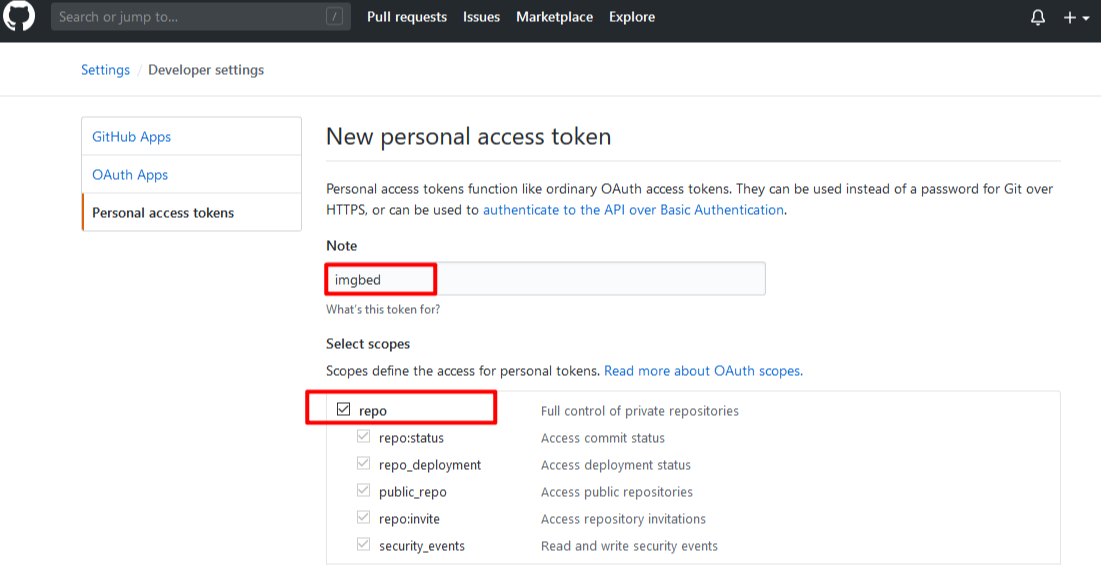 Search or jump to... /
Pull requests Issues Marketplace Explore
Settings / Developer settings
GitHub Apps
OAuth Apps
Personal access tokens
New personal access token
Personal access tokens function like ordinary OAuth access tokens. They can be used instead of a password for Git over
HTTPS, or can be used to authenticate to the API over Basic Authentication.
Note
imgbed
What's this token for?
Select scopes
Scopes define the access for personal tokens. Read more about OAuth scopes.
repo Full control of private repositories
repo:status Access commit status
repo_deployment Access deployment status
public_repo Access public repositories
repo:invite Access repository invitations
security_events Read and write security events